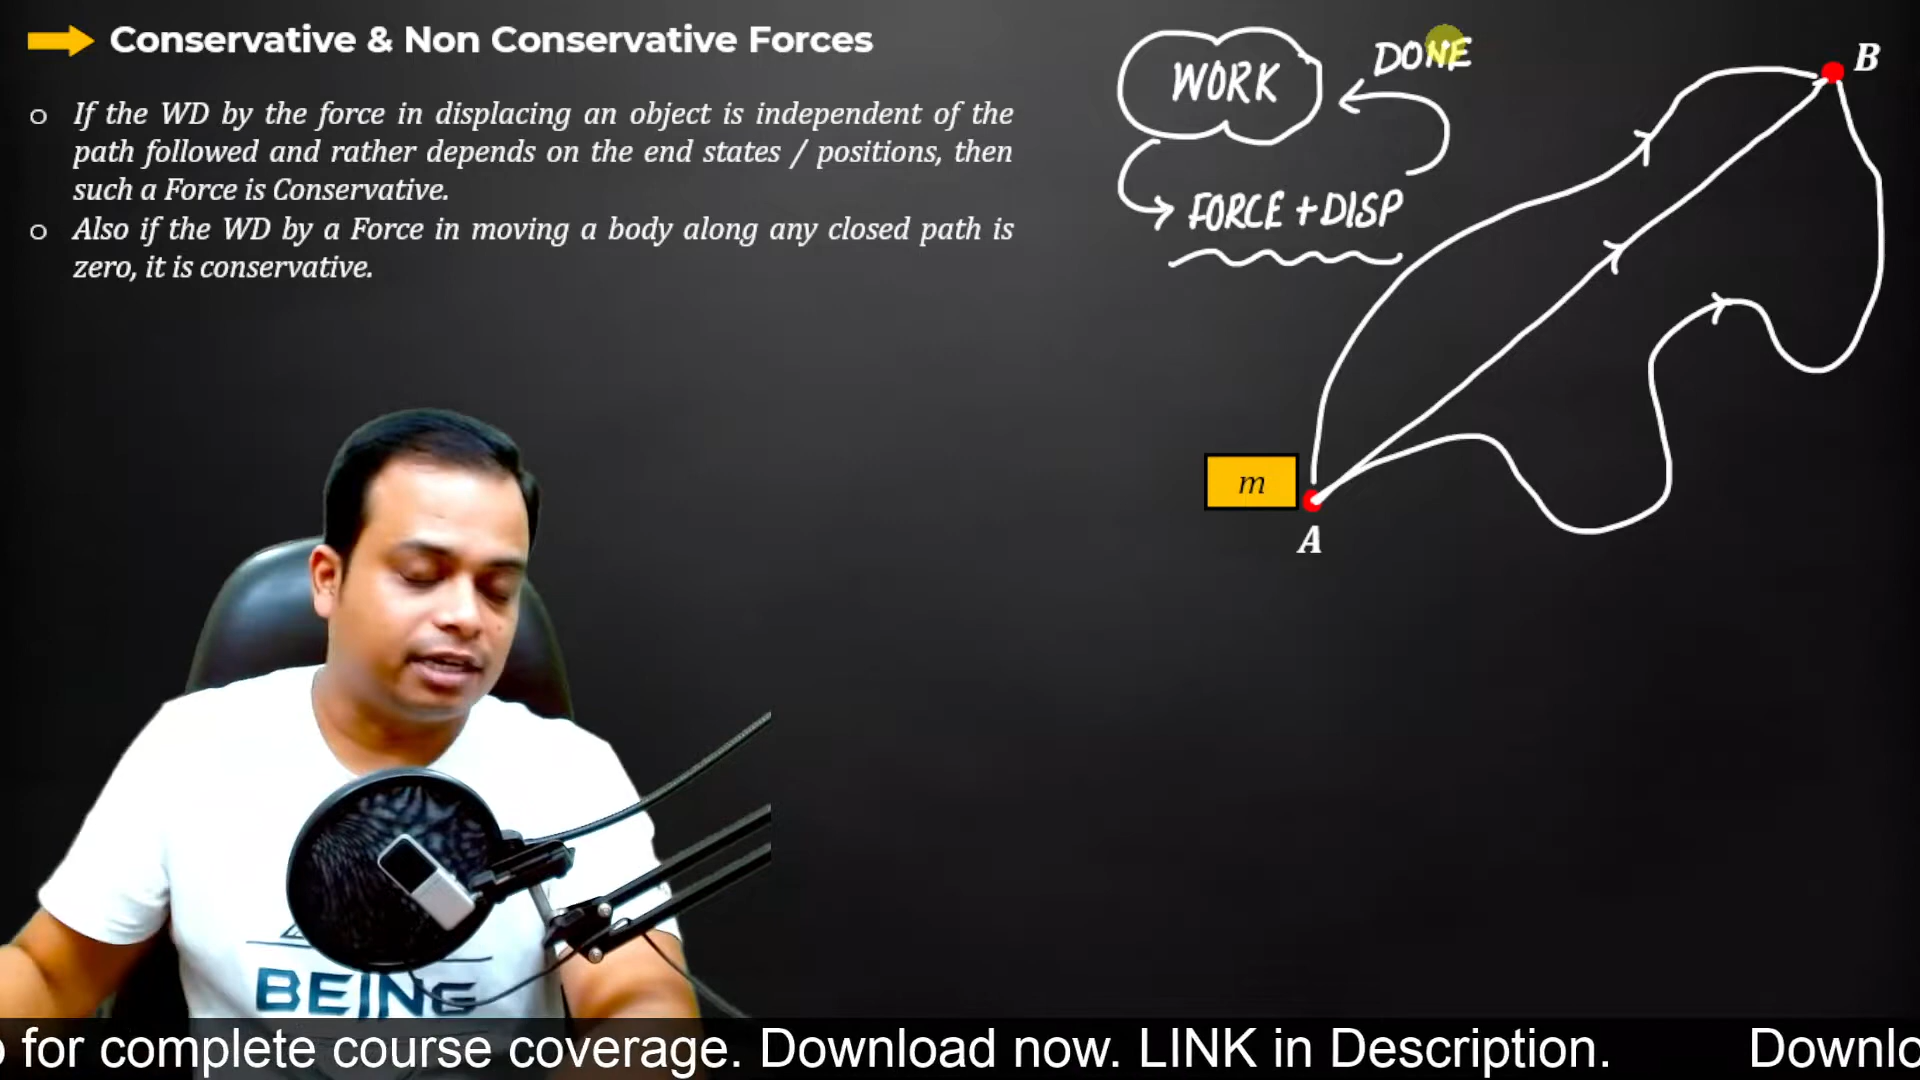 Conservative & Non Conservative Forces
If the WD by the force in displacing an object is independent of the
path followed and rather depends on the end states / positions, then
such a Force is Conservative.
Also if the WD by a Force in moving a body along any closed path is
zero, it is conservative.
WORK
DONE
FORCE + DISP
B
m
A
BEING
for complete course coverage. Download now. LINK in Description. Downlo